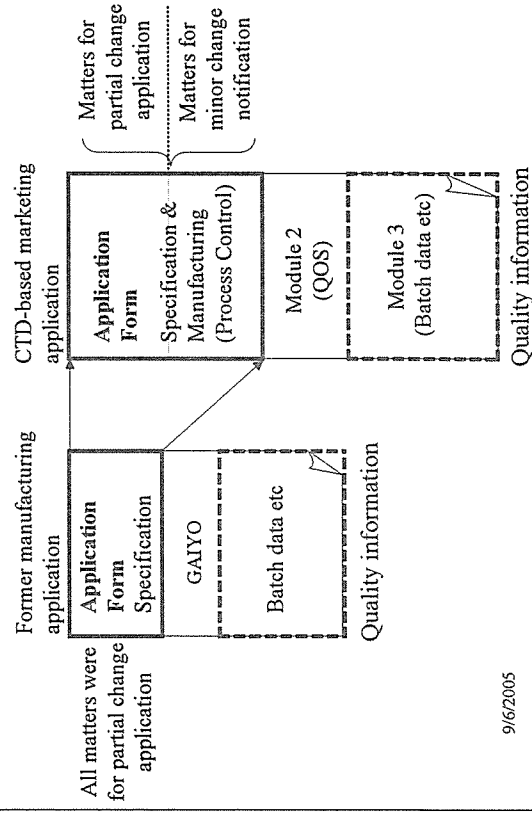 Former manufacturing
application
All matters were
for partial change
application
Application
Form
Specification
GAIYO
Batch data etc
Quality information
CTD-based marketing
application
Application
Form
Specification &
Manufacturing
(Process Control)
Module 2
(QOS)
Module 3
(Batch data etc)
Quality information
Matters for
partial change
application
Matters for
minor change
notification
9/6/2005